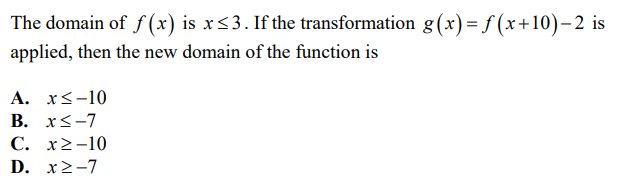 The domain of f(x) is x≤3. If the transformation g(x)=f(x+10)−2 is
applied, then the new domain of the function is
A. x≤−10
B. x≤−7
C. x≥−10
D. x≥−7